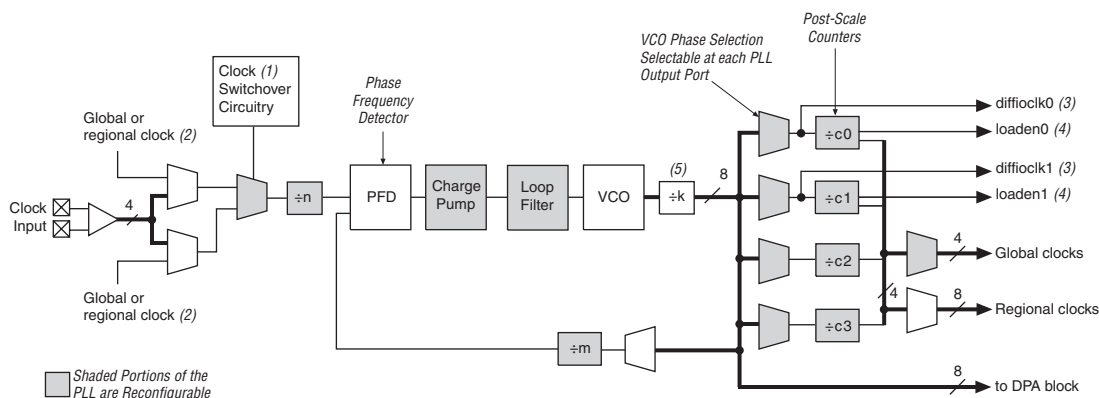 Post-Scale
Counters
VCO Phase Selection
Selectable at each PLL
Output Port
Clock (1)
Switchover
Circuitry
Phase
Frequency
Detector
Global or
regional clock (2)
diffioclk0 (3)
loaden0 (4)
÷c0
(5)
8
diffioclk1 (3)
loaden1 (4)
÷c1
÷n
PFD
Charge
Pump
Loop
Filter
VCO
÷k
Clock
Input
4
÷c2
4
Global clocks
Global or
regional clock (2)
4
8
Regional clocks
÷c3
÷m
8
to DPA block
Shaded Portions of the
PLL are Reconfigurable